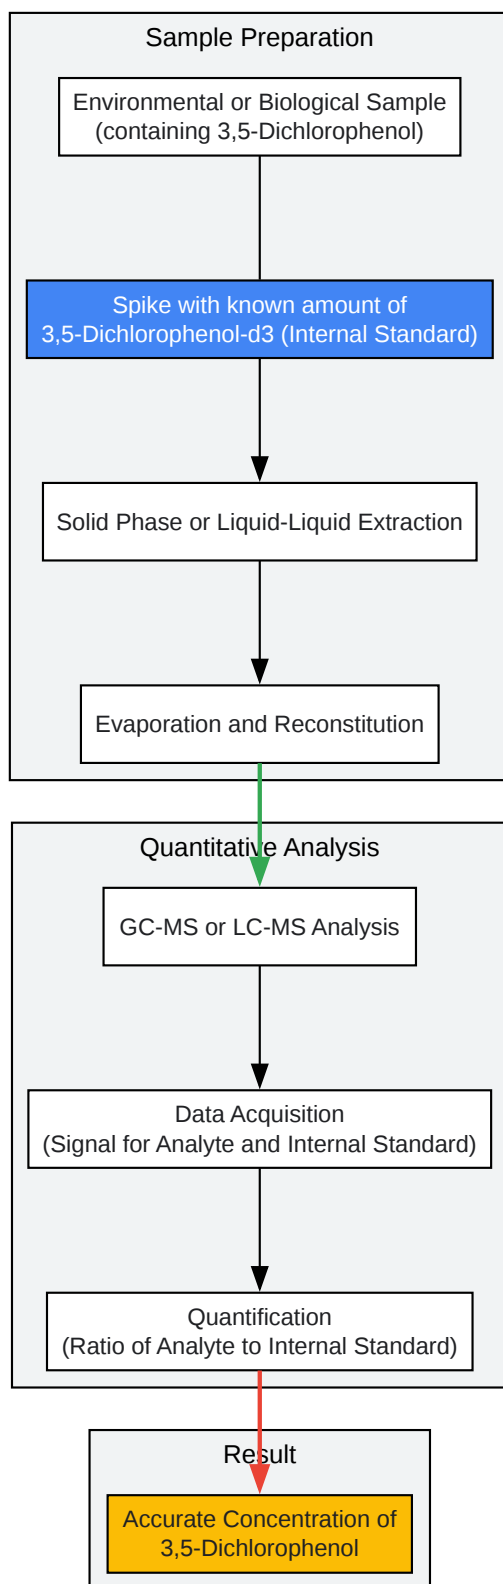 Sample Preparation
Environmental or Biological Sample
(containing 3,5-Dichlorophenol)
Spike with known amount of
3,5-Dichlorophenol-d3 (Internal Standard)
Solid Phase or Liquid-Liquid Extraction
Evaporation and Reconstitution
Quantitative Analysis
GC-MS or LC-MS Analysis
Data Acquisition
(Signal for Analyte and Internal Standard)
Quantification
(Ratio of Analyte to Internal Standard)
Result
Accurate Concentration of
3,5-Dichlorophenol